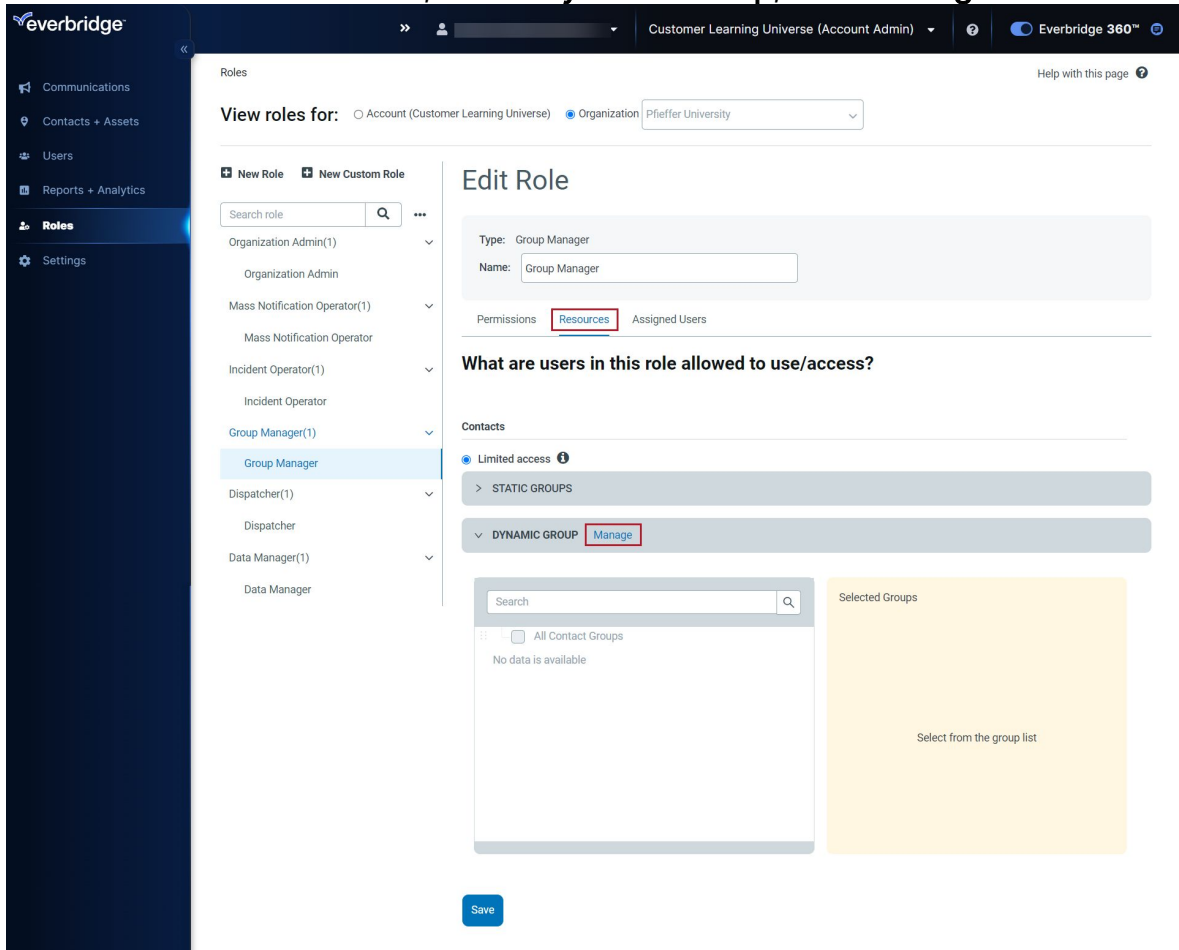 everbridge
»
Customer Learning Universe (Account Admin)
Everbridge 360™
«
Communications
Contacts + Assets
Users
Reports + Analytics
Roles
Settings
Roles
Help with this page
View roles for: Account (Customer Learning Universe) Organization Pfieffer University
New Role New Custom Role
Search role
Organization Admin(1)
Organization Admin
Mass Notification Operator(1)
Mass Notification Operator
Incident Operator(1)
Incident Operator
Group Manager(1)
Group Manager
Dispatcher(1)
Dispatcher
Data Manager(1)
Data Manager
Edit Role
Type: Group Manager
Name: Group Manager
Permissions Resources Assigned Users
What are users in this role allowed to use/access?
Contacts
Limited access
> STATIC GROUPS
DYNAMIC GROUP Manage
Search
All Contact Groups
No data is available
Selected Groups
Select from the group list
Save